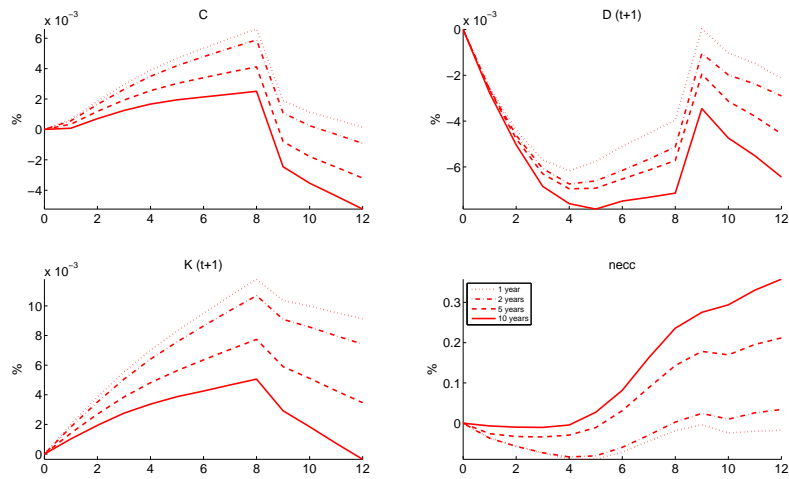 C
x 10⁻³
%
6
4
2
0
−2
−4
0 2 4 6 8 10 12
D (t+1)
x 10⁻³
%
0
−2
−4
−6
0 2 4 6 8 10 12
K (t+1)
x 10⁻³
%
10
8
6
4
2
0
0 2 4 6 8 10 12
necc
%
0.3
0.2
0.1
0
1 year
2 years
5 years
10 years
0 2 4 6 8 10 12